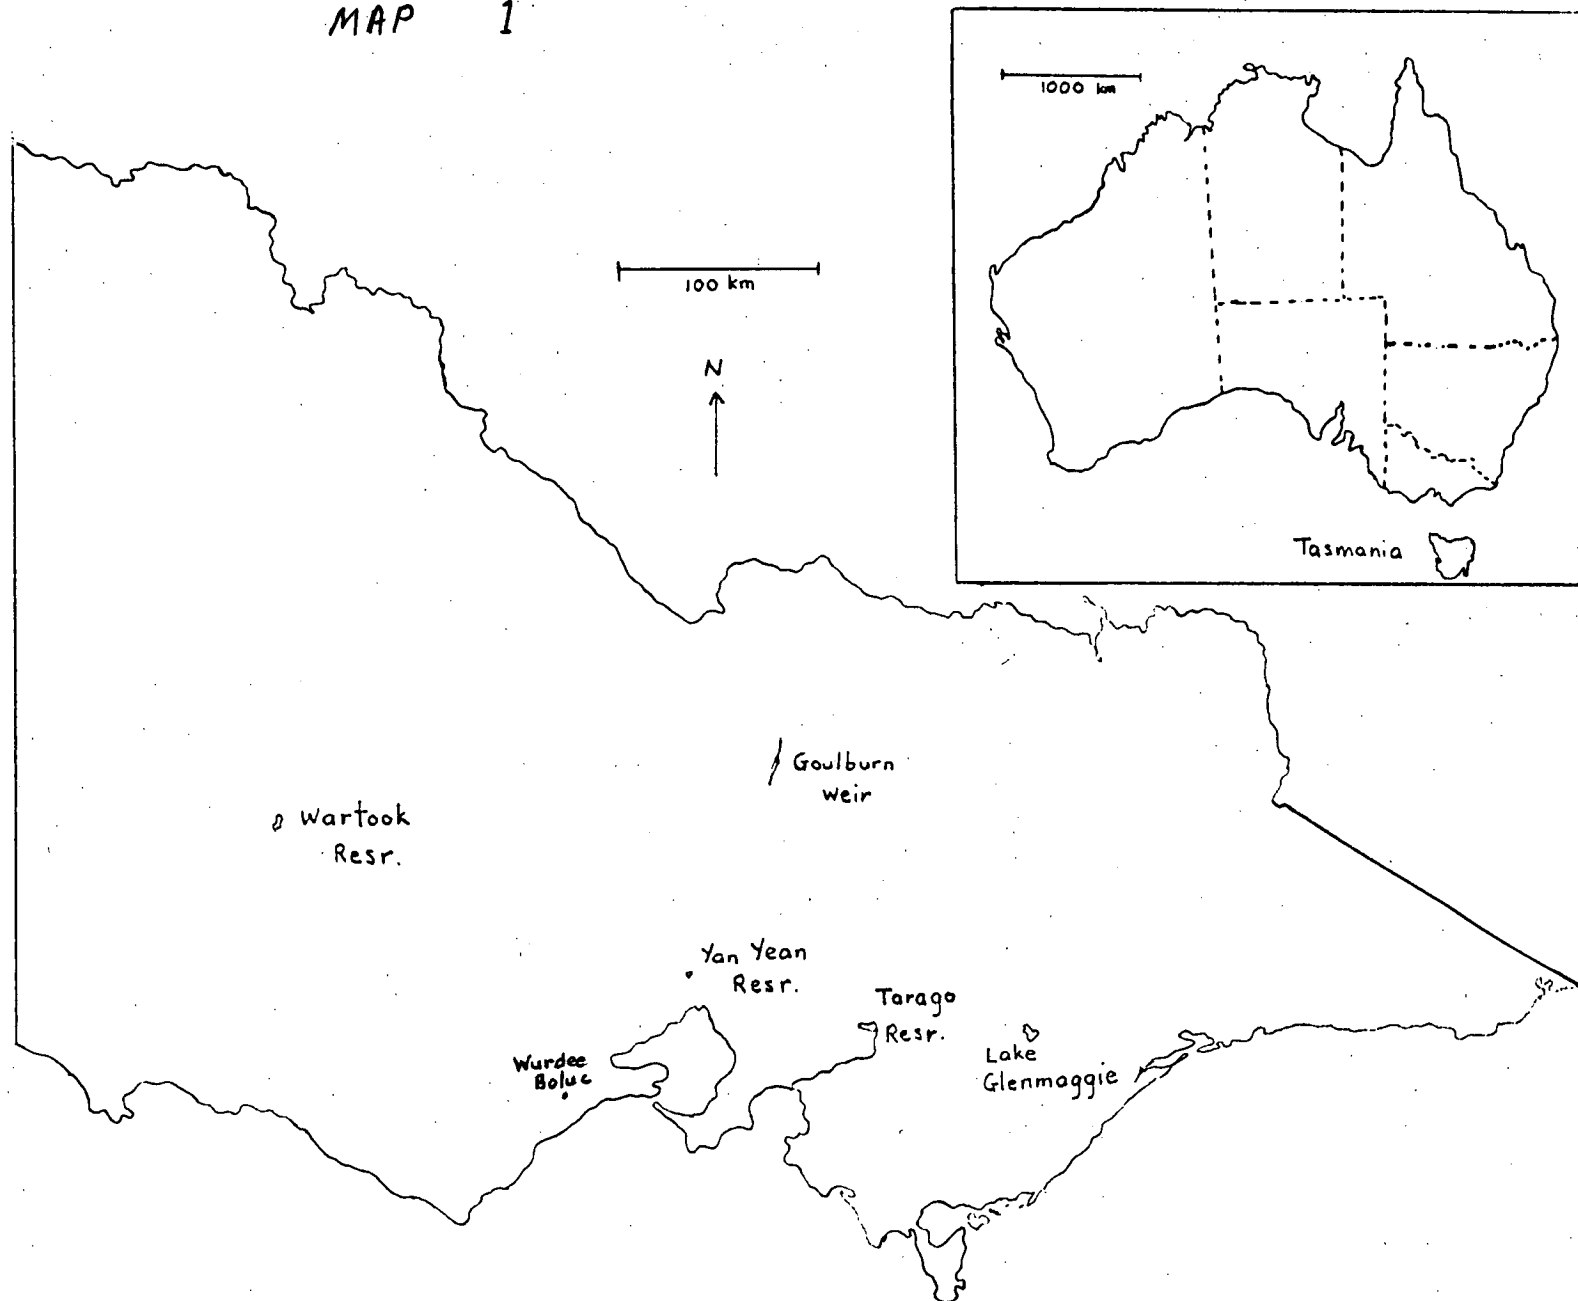 MAP 1
1000 km
Tasmania
100 km
N
Goulburn
Weir
Wartook
Resr.
Yan Yean
Resr.
Tarago
Resr.
Wurdee
Boluc
Lake
Glenmaggie